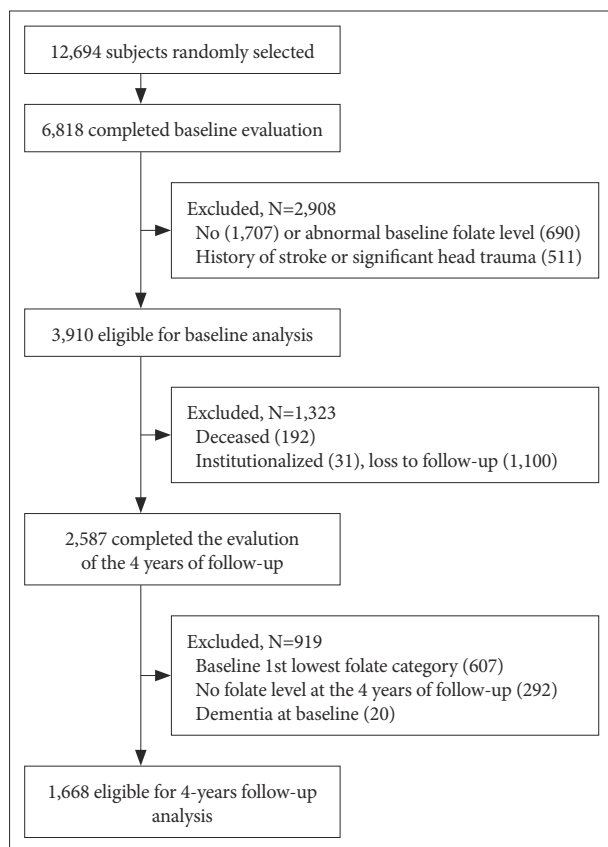 12,694 subjects randomly selected
6,818 completed baseline evaluation
Excluded, N=2,908
No (1,707) or abnormal baseline folate level (690)
History of stroke or significant head trauma (511)
3,910 eligible for baseline analysis
Excluded, N=1,323
Deceased (192)
Institutionalized (31), loss to follow-up (1,100)
2,587 completed the evalution
of the 4 years of follow-up
Excluded, N=919
Baseline 1st lowest folate category (607)
No folate level at the 4 years of follow-up (292)
Dementia at baseline (20)
1,668 eligible for 4-years follow-up
analysis